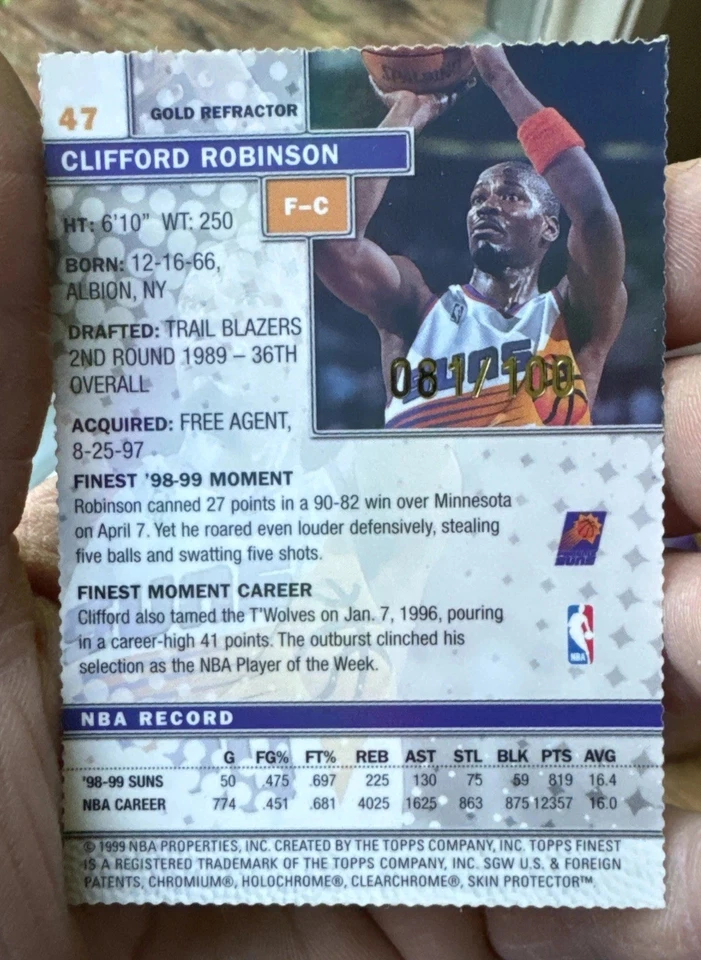 47
GOLD REFRACTOR
SPALDING
CLIFFORD ROBINSON
F-C
HT: 6'10" WT: 250
BORN: 12-16-66,
ALBION, NY
DRAFTED: TRAIL BLAZERS
2ND ROUND 1989 – 36TH
OVERALL
SUNS
081/100
ACQUIRED: FREE AGENT,
8-25-97
FINEST '98-99 MOMENT
Robinson canned 27 points in a 90-82 win over Minnesota
on April 7. Yet he roared even louder defensively, stealing
five balls and swatting five shots.
SUNS
FINEST MOMENT CAREER
Clifford also tamed the T'Wolves on Jan. 7, 1996, pouring
in a career-high 41 points. The outburst clinched his
selection as the NBA Player of the Week.
NBA
NBA RECORD
G FG% FT% REB AST STL BLK PTS AVG
'98-99 SUNS 50 .475 .697 225 130 75 59 819 16.4
NBA CAREER 774 .451 .681 4025 1625 863 875 12357 16.0
© 1999 NBA PROPERTIES, INC. CREATED BY THE TOPPS COMPANY, INC. TOPPS FINEST
IS A REGISTERED TRADEMARK OF THE TOPPS COMPANY, INC. SGW U.S. & FOREIGN
PATENTS, CHROMIUM®, HOLOCHROME®, CLEARCHROME®, SKIN PROTECTOR™.